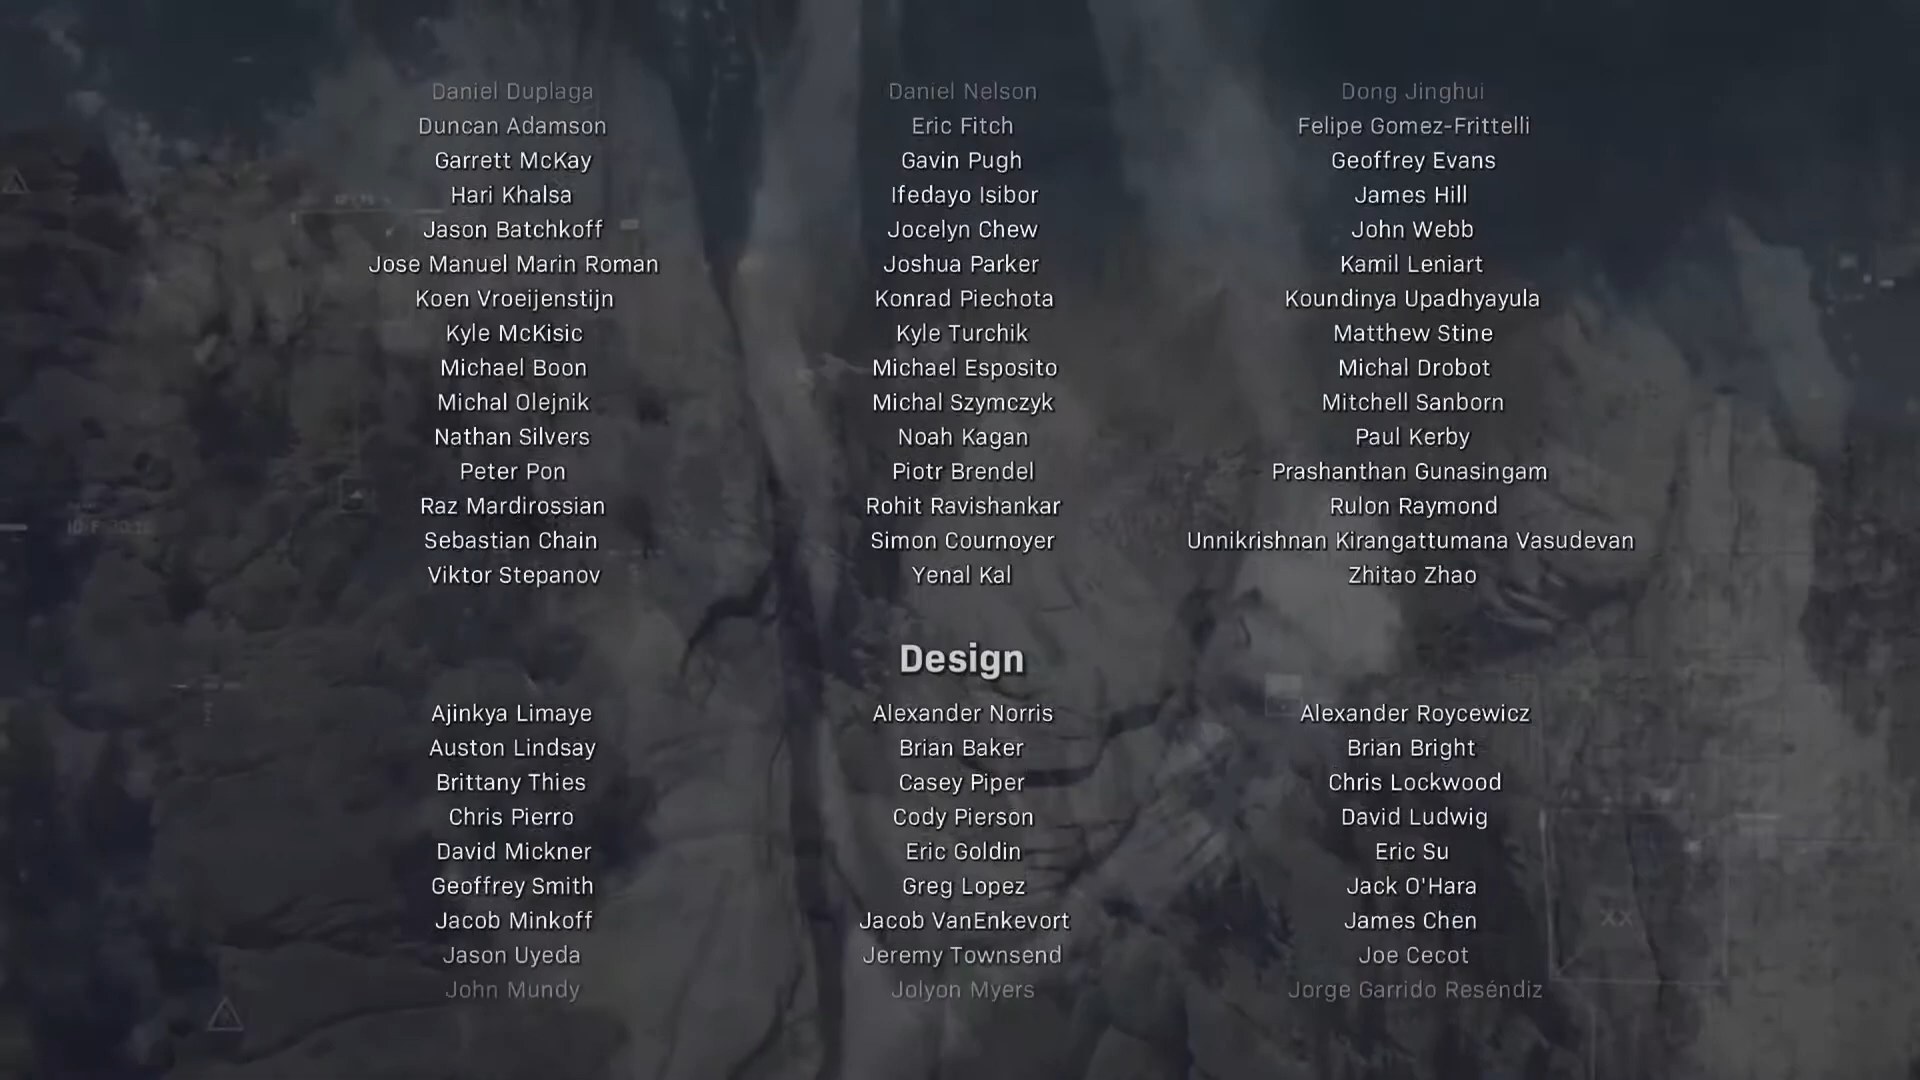 Daniel Duplaga Daniel Nelson Dong Jinghui
Duncan Adamson Eric Fitch Felipe Gomez-Frittelli
Garrett McKay Gavin Pugh Geoffrey Evans
Hari Khalsa Ifedayo Isibor James Hill
Jason Batchkoff Jocelyn Chew John Webb
Jose Manuel Marin Roman Joshua Parker Kamil Leniart
Koen Vroeijenstijn Konrad Piechota Koundinya Upadhyayula
Kyle McKisic Kyle Turchik Matthew Stine
Michael Boon Michael Esposito Michal Drobot
Michal Olejnik Michal Szymczyk Mitchell Sanborn
Nathan Silvers Noah Kagan Paul Kerby
Peter Pon Piotr Brendel Prashanthan Gunasingam
Raz Mardirossian Rohit Ravishankar Rulon Raymond
Sebastian Chain Simon Cournoyer Unnikrishnan Kirangattumana Vasudevan
Viktor Stepanov Yenal Kal Zhitao Zhao
Design
Ajinkya Limaye Alexander Norris Alexander Roycewicz
Auston Lindsay Brian Baker Brian Bright
Brittany Thies Casey Piper Chris Lockwood
Chris Pierro Cody Pierson David Ludwig
David Mickner Eric Goldin Eric Su
Geoffrey Smith Greg Lopez Jack O'Hara
Jacob Minkoff Jacob VanEnkevort James Chen
Jason Uyeda Jeremy Townsend Joe Cecot
John Mundy Jolyon Myers Jorge Garrido Reséndiz
XX